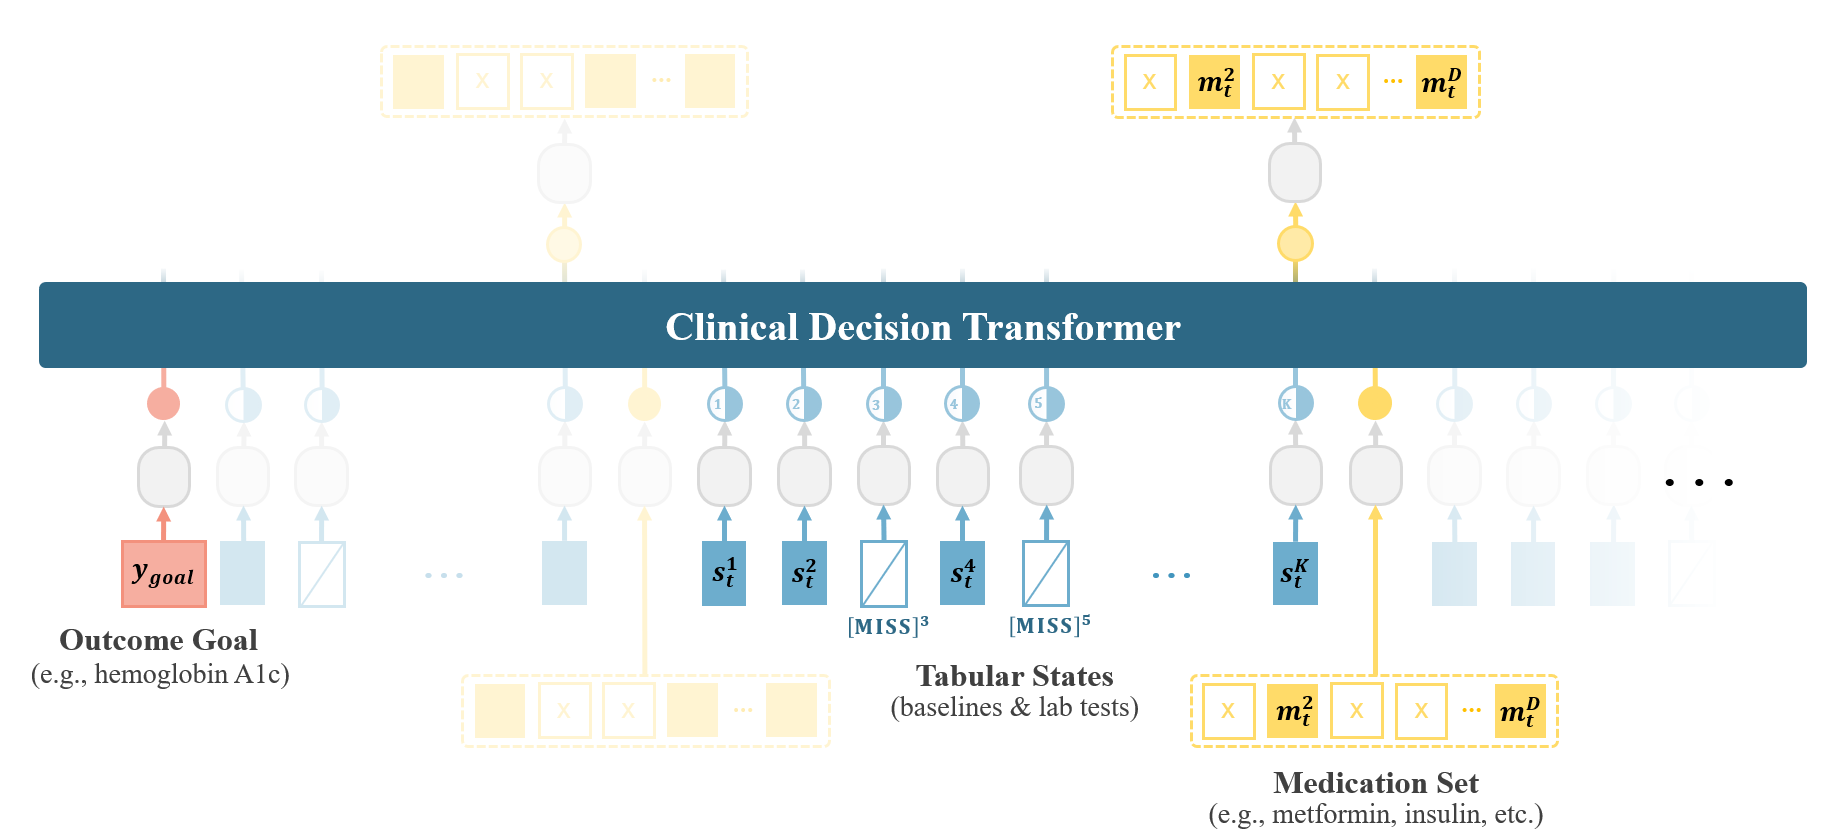 X X ...
X m_t^2 X X ... m_t^D
Clinical Decision Transformer
1 2 3 4 5 K
y_goal ... s_t^1 s_t^2 s_t^4 ... s_t^K . . .
[MISS]^3 [MISS]^5
Outcome Goal
(e.g., hemoglobin A1c)
Tabular States
(baselines & lab tests)
X X ...
X m_t^2 X X ... m_t^D
Medication Set
(e.g., metformin, insulin, etc.)